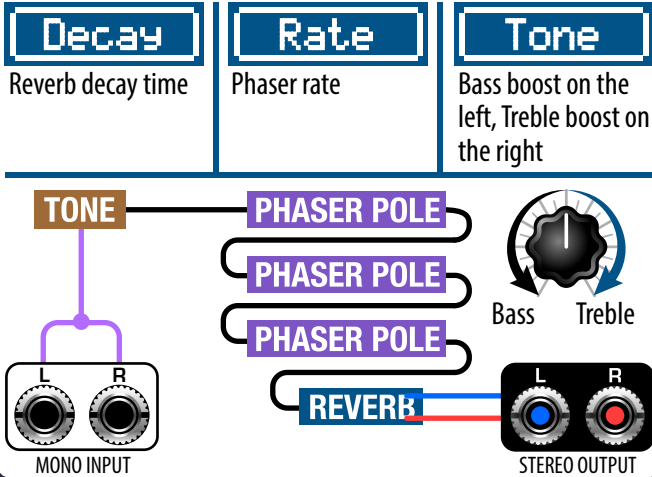 Decay
Rate
Tone
Reverb decay time
Phaser rate
Bass boost on the
left, Treble boost on
the right
TONE
PHASER POLE
PHASER POLE
PHASER POLE
Bass
Treble
REVERB
L
R
MONO INPUT
L
R
STEREO OUTPUT